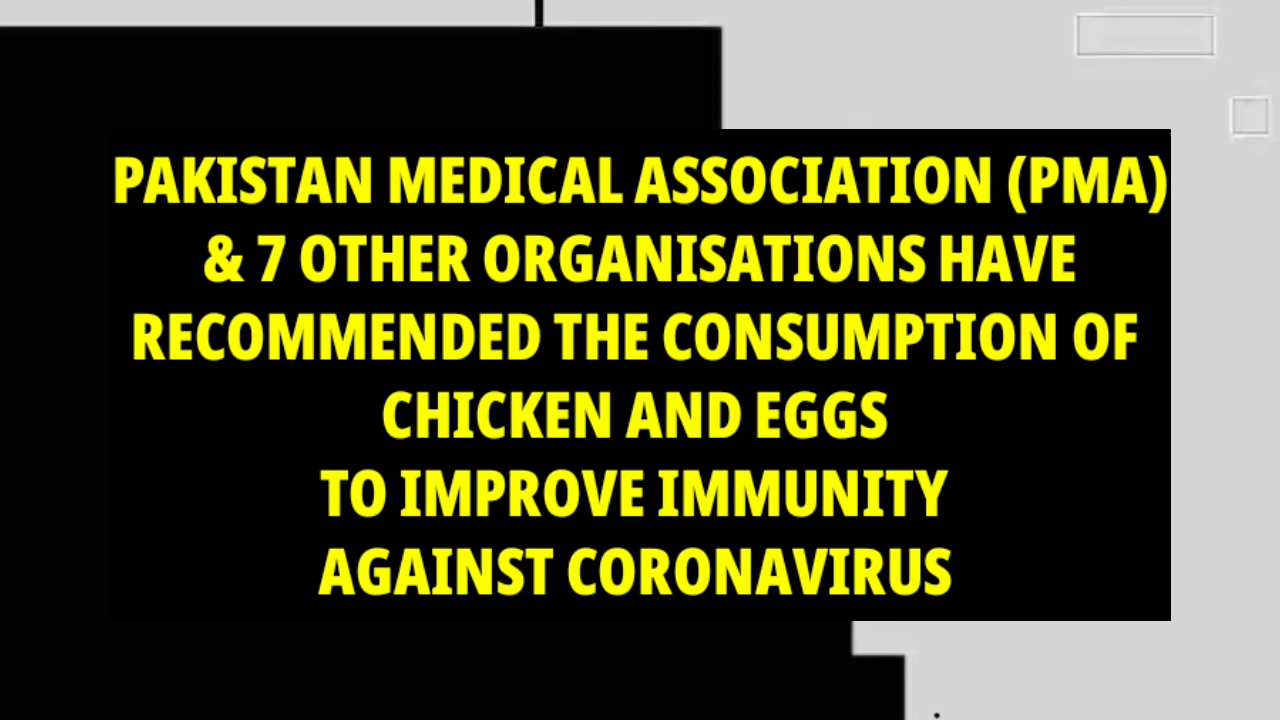 PAKISTAN MEDICAL ASSOCIATION (PMA)
& 7 OTHER ORGANISATIONS HAVE
RECOMMENDED THE CONSUMPTION OF
CHICKEN AND EGGS
TO IMPROVE IMMUNITY
AGAINST CORONAVIRUS